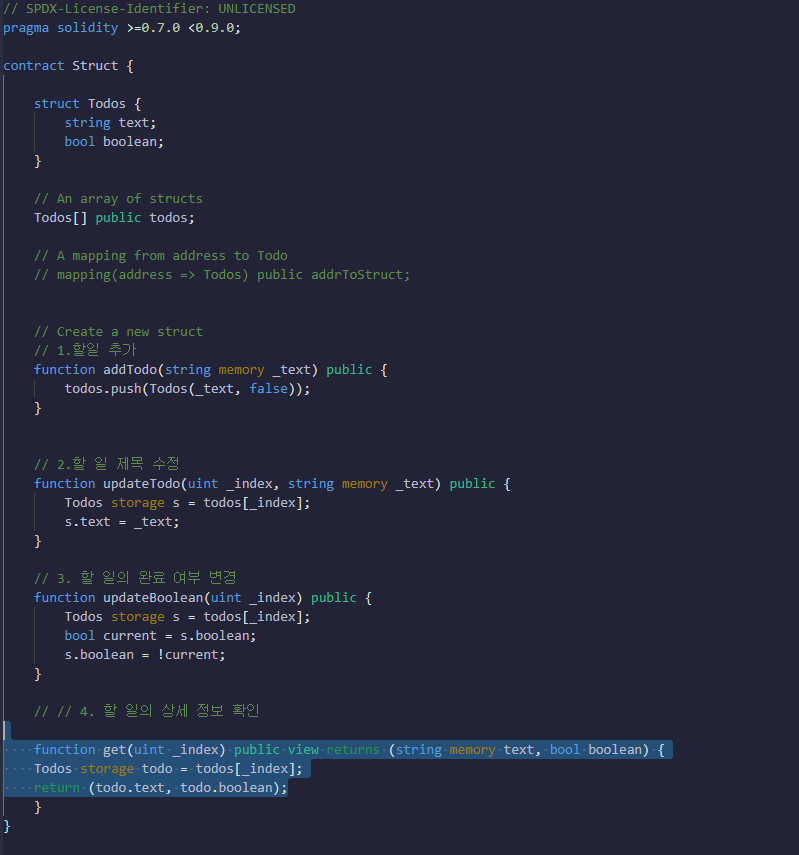 // SPDX-License-Identifier: UNLICENSED
pragma solidity >=0.7.0 <0.9.0;
contract Struct {
struct Todos {
string text;
bool boolean;
}
// An array of structs
Todos[] public todos;
// A mapping from address to Todo
// mapping(address => Todos) public addrToStruct;
// Create a new struct
// 1.할일 추가
function addTodo(string memory _text) public {
todos.push(Todos(_text, false));
}
// 2.할 일 제목 수정
function updateTodo(uint _index, string memory _text) public {
Todos storage s = todos[_index];
s.text = _text;
}
// 3. 할 일의 완료 여부 변경
function updateBoolean(uint _index) public {
Todos storage s = todos[_index];
bool current = s.boolean;
s.boolean = !current;
}
// // 4. 할 일의 상세 정보 확인
function get(uint _index) public view returns (string memory text, bool boolean) {
Todos storage todo = todos[_index];
return (todo.text, todo.boolean);
}
}